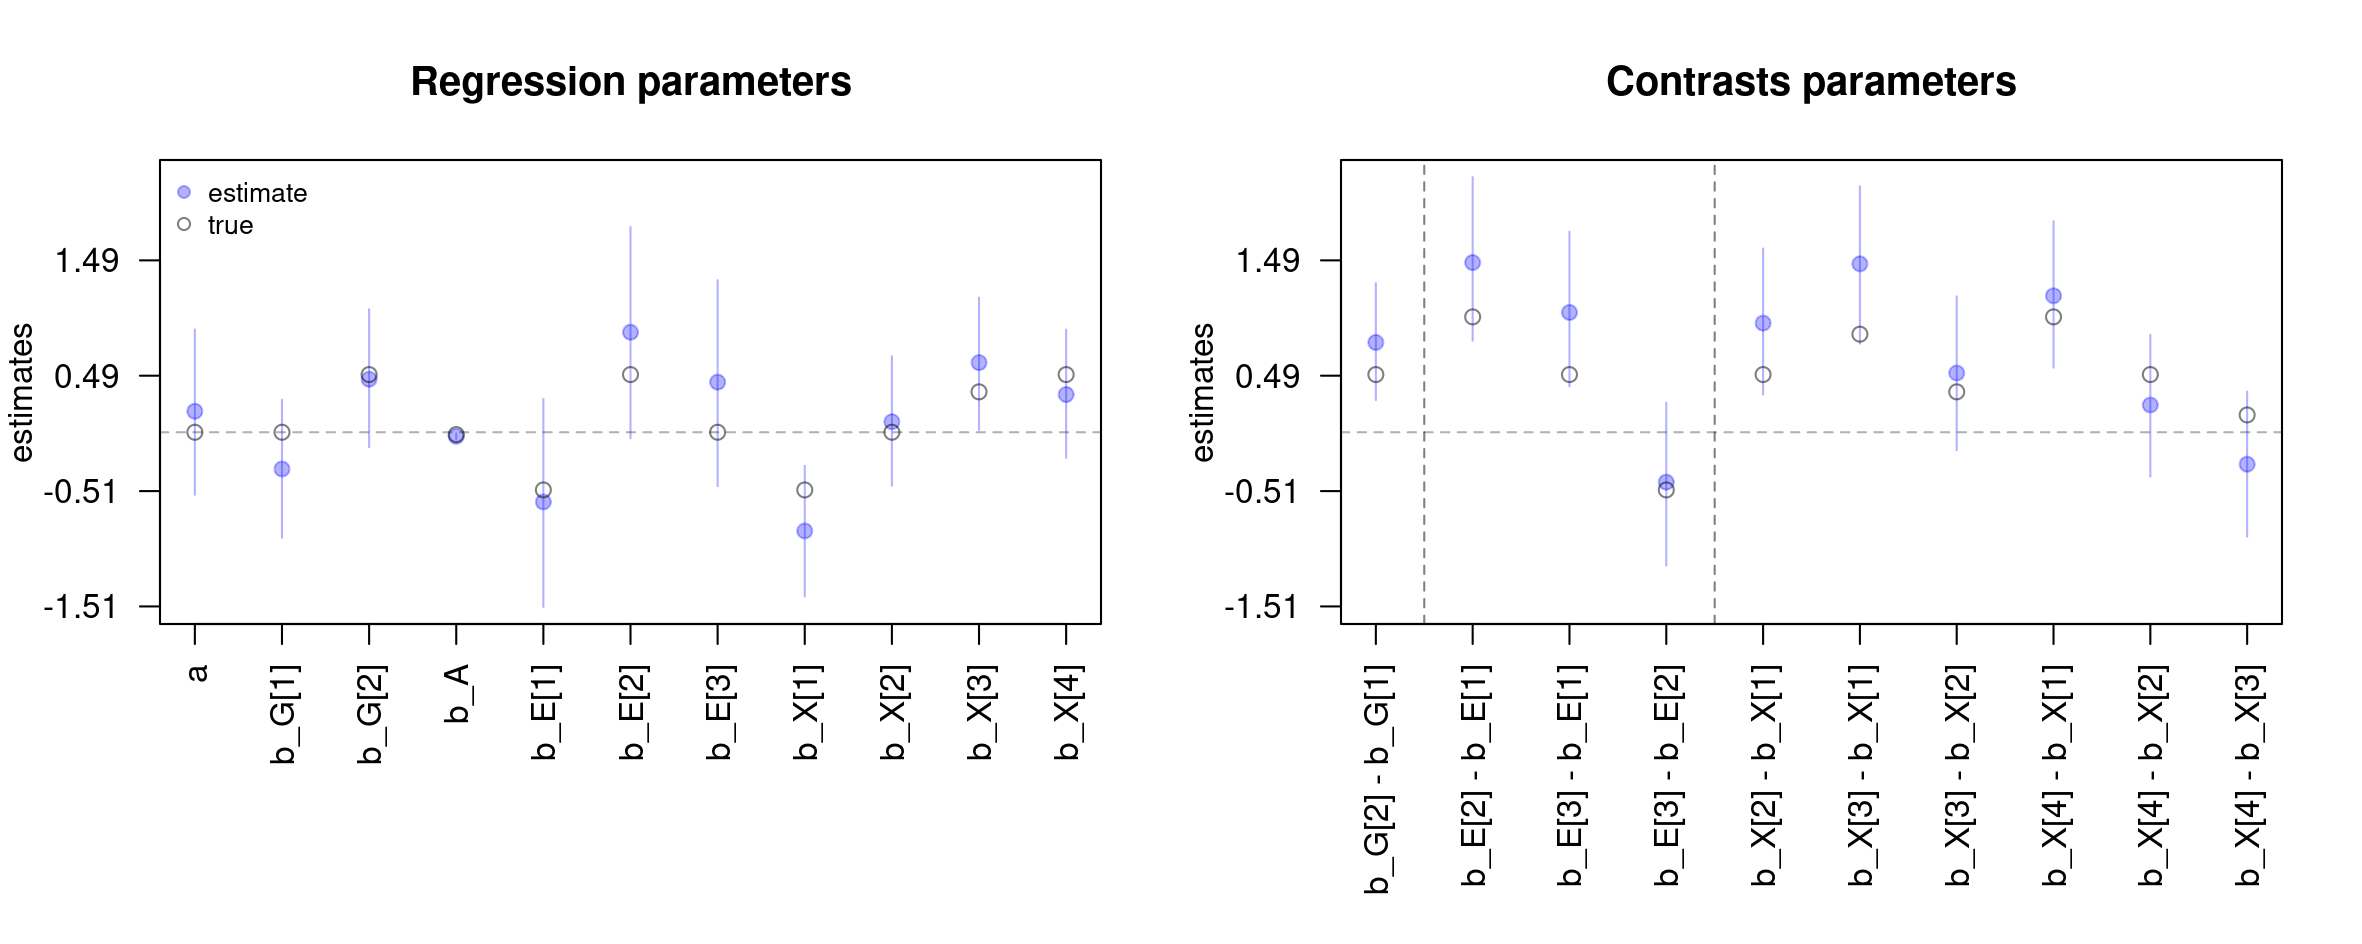 Regression parameters
estimate
true
estimates
1.49
0.49
-0.51
-1.51
a
b_G[1]
b_G[2]
b_A
b_E[1]
b_E[2]
b_E[3]
b_X[1]
b_X[2]
b_X[3]
b_X[4]
Contrasts parameters
estimates
1.49
0.49
-0.51
-1.51
b_G[2] - b_G[1]
b_E[2] - b_E[1]
b_E[3] - b_E[1]
b_E[3] - b_E[2]
b_X[2] - b_X[1]
b_X[3] - b_X[1]
b_X[3] - b_X[2]
b_X[4] - b_X[1]
b_X[4] - b_X[2]
b_X[4] - b_X[3]